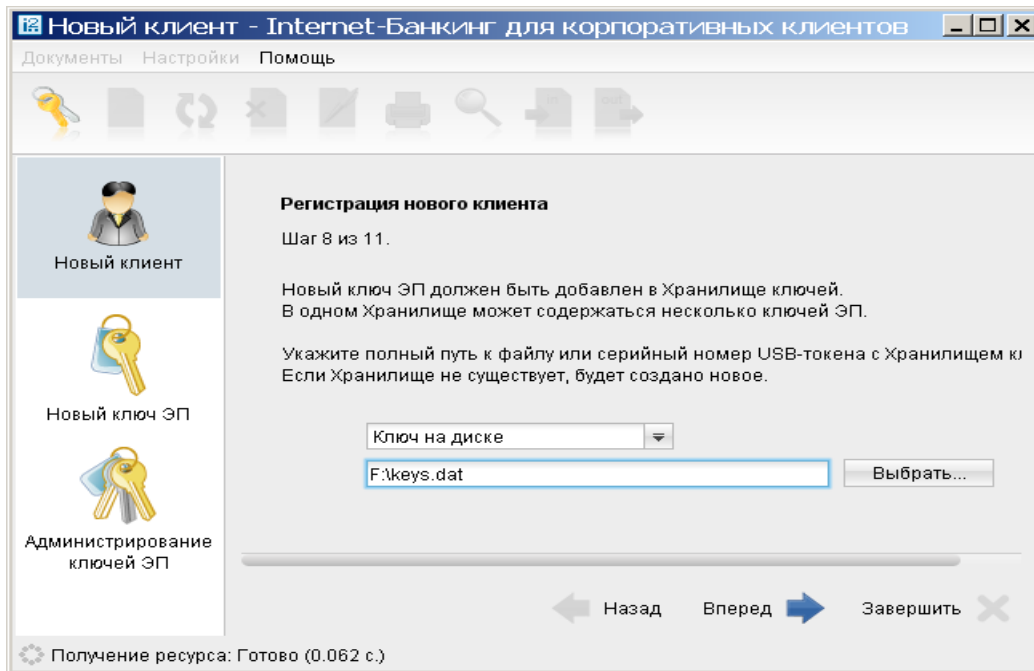 Новый клиент - Internet-Банкинг для корпоративных клиентов
Документы Настройки Помощь
in out
Новый клиент
Новый ключ ЭП
Администрирование
ключей ЭП
Регистрация нового клиента
Шаг 8 из 11.
Новый ключ ЭП должен быть добавлен в Хранилище ключей.
В одном Хранилище может содержаться несколько ключей ЭП.
Укажите полный путь к файлу или серийный номер USB-токена с Хранилищем кл
Если Хранилище не существует, будет создано новое.
Ключ на диске
F:\keys.dat Выбрать...
Назад Вперед Завершить
Получение ресурса: Готово (0.062 с.)